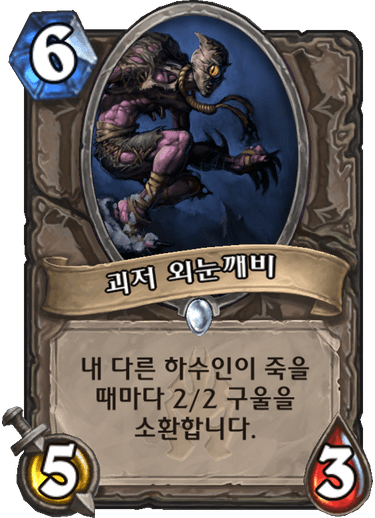 6
괴저 외눈깨비
내 다른 하수인이 죽을
때마다 2/2 구울을
소환합니다.
5
3